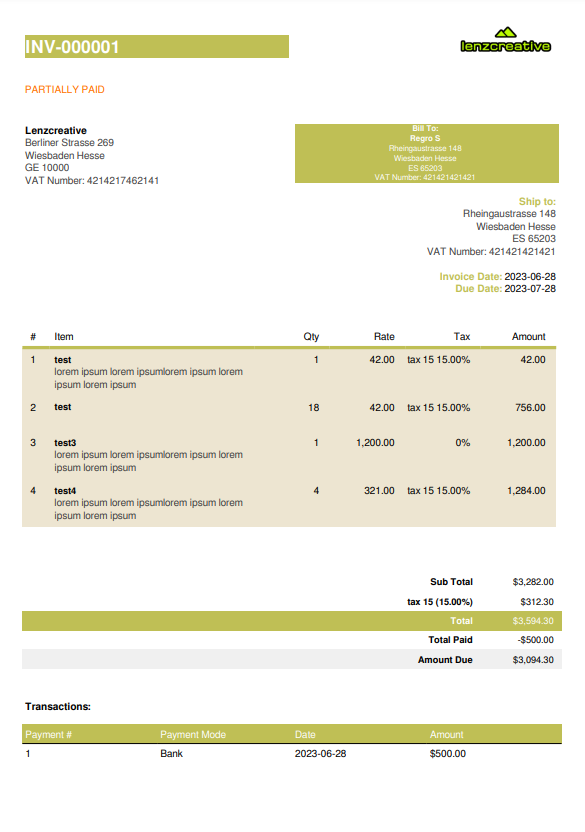 INV-000001
lenzcreative
PARTIALLY PAID
Lenzcreative
Berliner Strasse 269
Wiesbaden Hesse
GE 10000
VAT Number: 4214217462141
Bill To:
Regro S
Rheingaustrasse 148
Wiesbaden Hesse
ES 65203
VAT Number: 421421421421
Ship to:
Rheingaustrasse 148
Wiesbaden Hesse
ES 65203
VAT Number: 421421421421
Invoice Date: 2023-06-28
Due Date: 2023-07-28
# Item Qty Rate Tax Amount
1 test 1 42.00 tax 15 15.00% 42.00
lorem ipsum lorem ipsumlorem ipsum lorem
ipsum lorem ipsum
2 test 18 42.00 tax 15 15.00% 756.00
3 test3 1 1,200.00 0% 1,200.00
lorem ipsum lorem ipsumlorem ipsum lorem
ipsum lorem ipsum
4 test4 4 321.00 tax 15 15.00% 1,284.00
lorem ipsum lorem ipsumlorem ipsum lorem
ipsum lorem ipsum
Sub Total $3,282.00
tax 15 (15.00%) $312.30
Total $3,594.30
Total Paid -$500.00
Amount Due $3,094.30
Transactions:
Payment # Payment Mode Date Amount
1 Bank 2023-06-28 $500.00